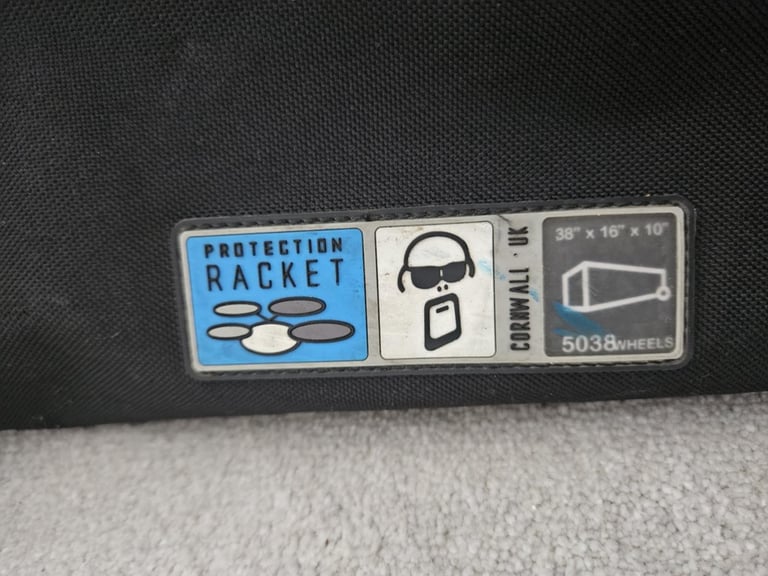 PROTECTION
RACKET
CORNWALL · UK
38" x 16" x 10"
5038WHEELS